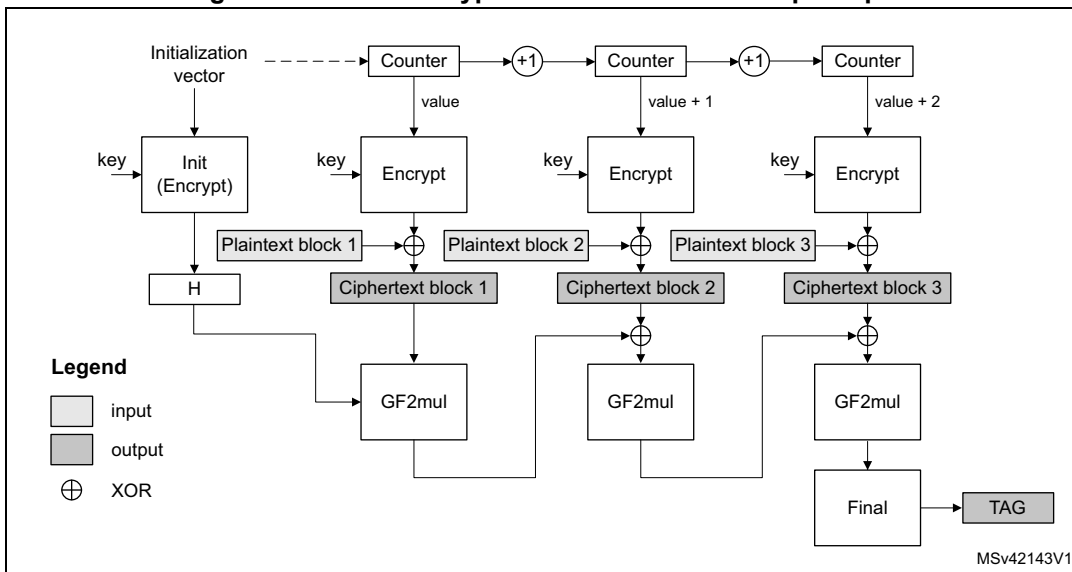 Initialization
vector
Counter
+1
Counter
+1
Counter
value
value + 1
value + 2
key
Init
(Encrypt)
key
Encrypt
key
Encrypt
key
Encrypt
Plaintext block 1
Plaintext block 2
Plaintext block 3
H
Ciphertext block 1
Ciphertext block 2
Ciphertext block 3
Legend
input
output
XOR
GF2mul
GF2mul
GF2mul
Final
TAG
MSv42143V1